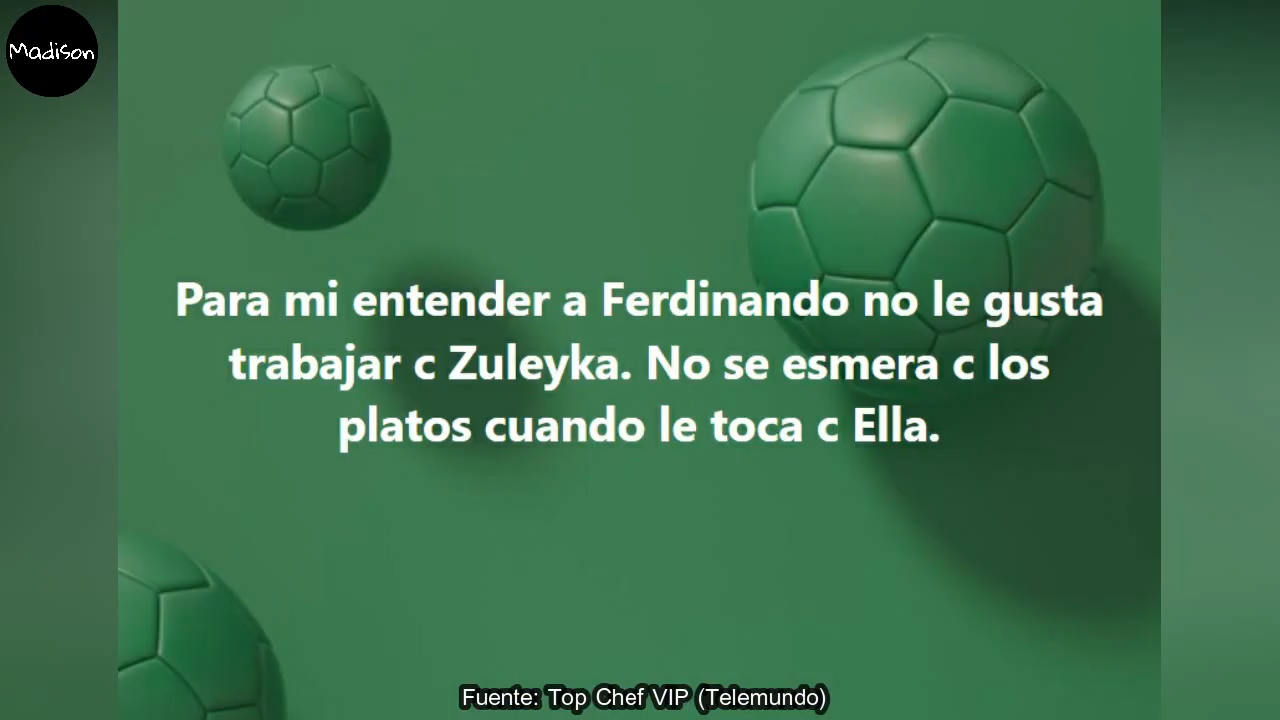 Madison
Para mi entender a Ferdinando no le gusta
trabajar c Zuleyka. No se esmera c los
platos cuando le toca c Ella.
Fuente: Top Chef VIP (Telemundo)